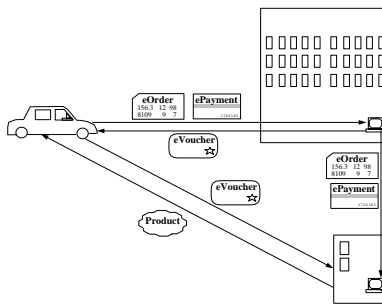 eOrder
156.3 12 98
8109 9 7
ePayment
eVoucher
eOrder
156.3 12 98
8109 9 7
ePayment
eVoucher
Product